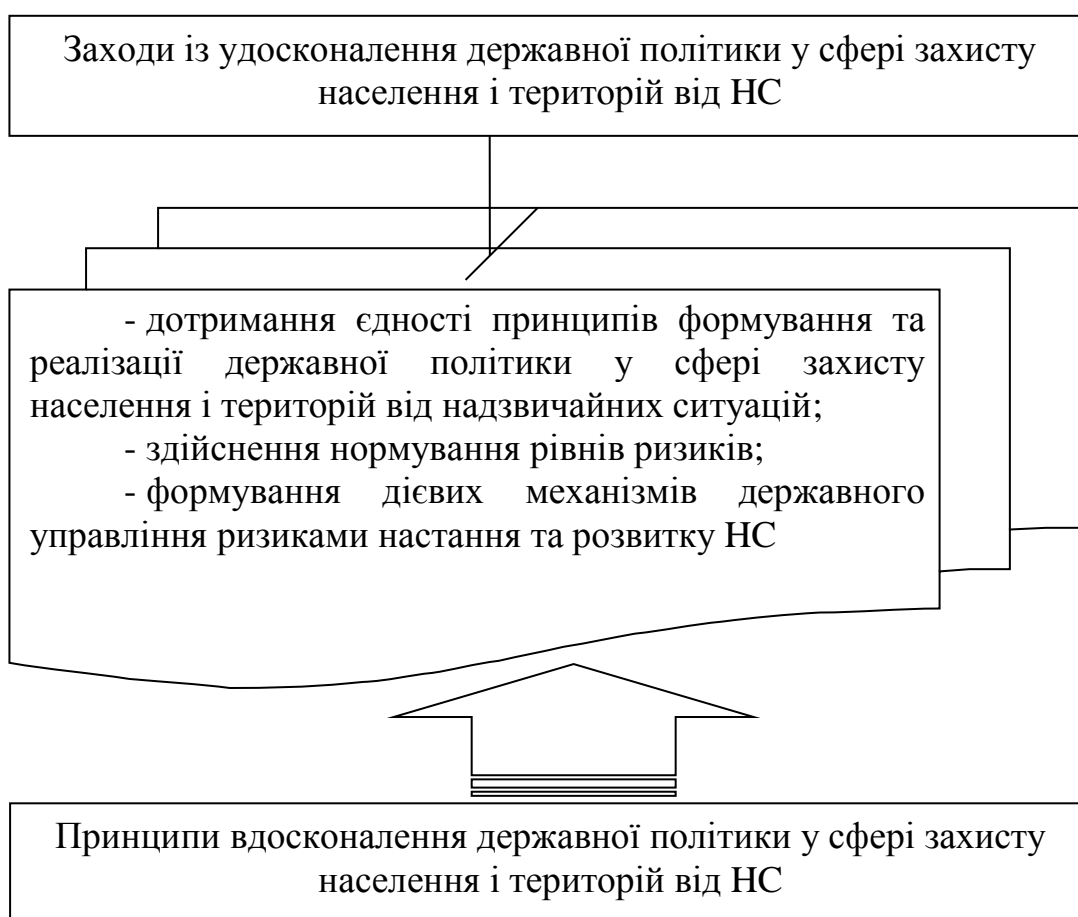 Заходи із удосконалення державної політики у сфері захисту
населення і територій від НС
- дотримання єдності принципів формування та
реалізації державної політики у сфері захисту
населення і територій від надзвичайних ситуацій;
- здійснення нормування рівнів ризиків;
- формування дієвих механізмів державного
управління ризиками настання та розвитку НС
Принципи вдосконалення державної політики у сфері захисту
населення і територій від НС